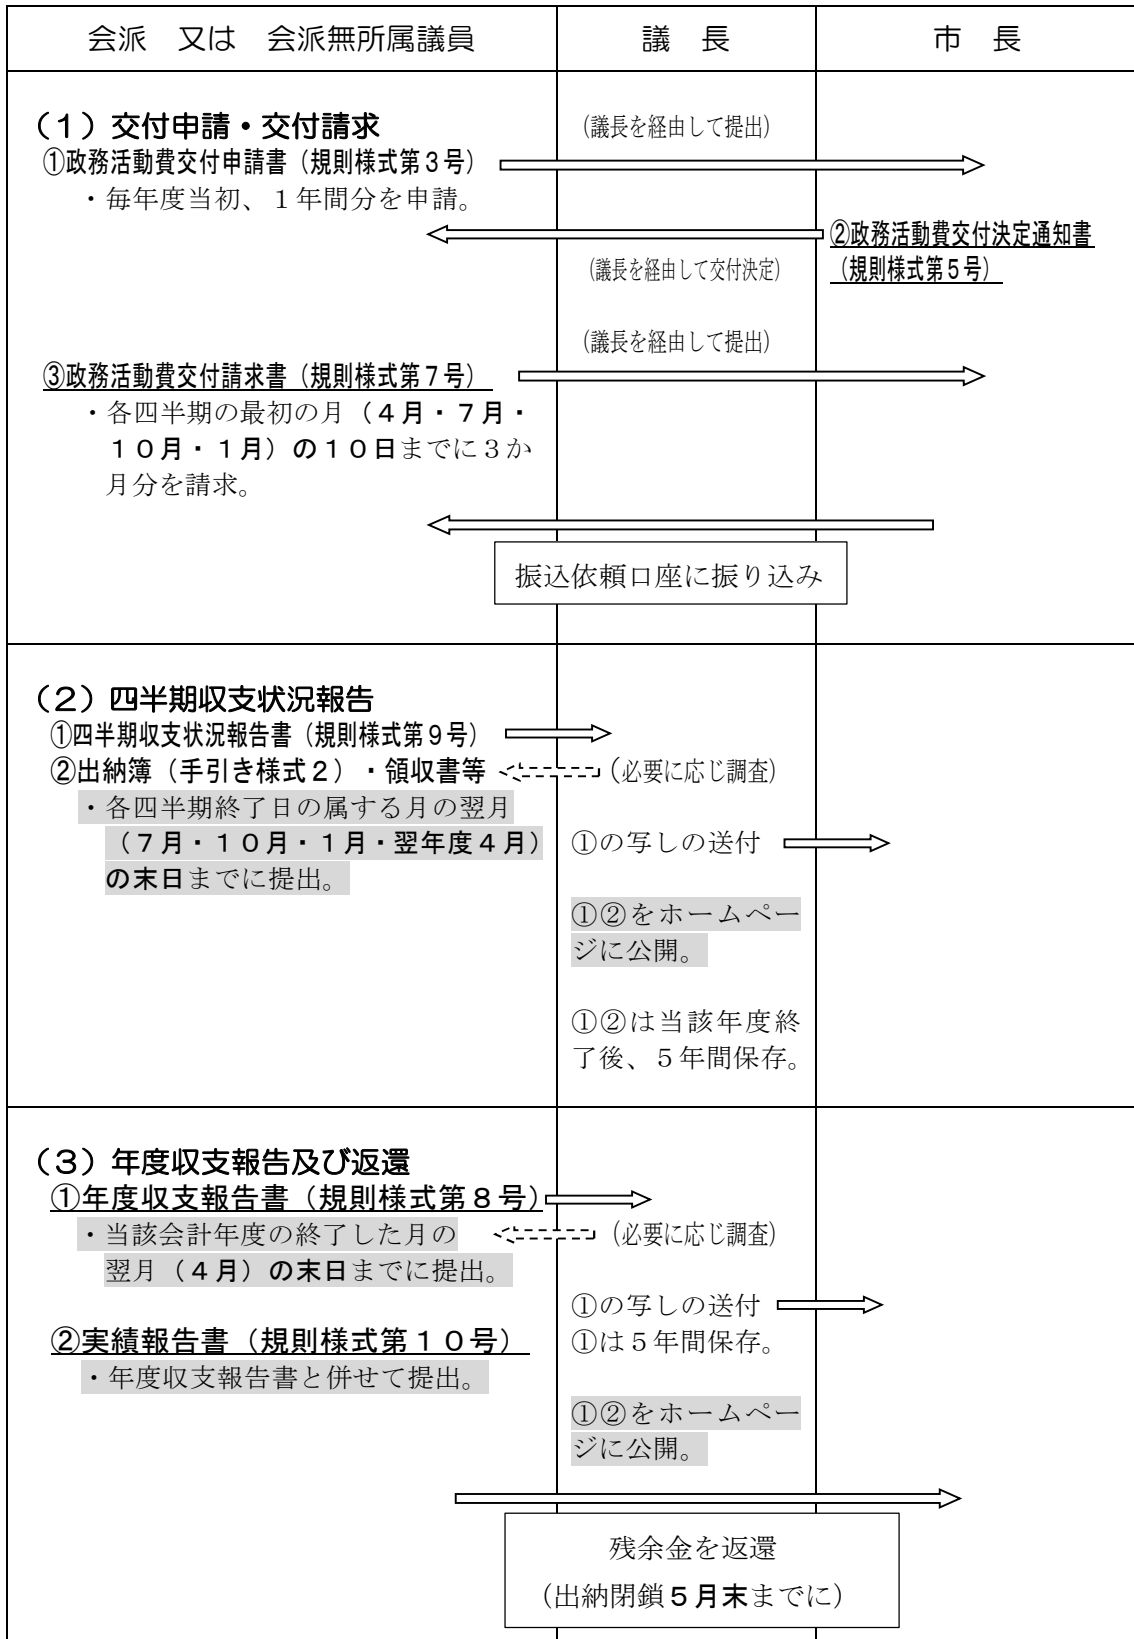 会派　又は　会派無所属議員
議　長
市　長
（１）交付申請・交付請求
（議長を経由して提出）
①政務活動費交付申請書（規則様式第３号）
・毎年度当初、１年間分を申請。
②政務活動費交付決定通知書
（規則様式第５号）
（議長を経由して交付決定）
（議長を経由して提出）
③政務活動費交付請求書（規則様式第７号）
・各四半期の最初の月（４月・７月・
１０月・１月）の１０日までに３か
月分を請求。
振込依頼口座に振り込み
（２）四半期収支状況報告
①四半期収支状況報告書（規則様式第９号）
②出納簿（手引き様式２）・領収書等
（必要に応じ調査）
・各四半期終了日の属する月の翌月
（７月・１０月・１月・翌年度４月）
の末日までに提出。
①の写しの送付
①②をホームペー
ジに公開。
①②は当該年度終
了後、５年間保存。
（３）年度収支報告及び返還
①年度収支報告書（規則様式第８号）
・当該会計年度の終了した月の
翌月（４月）の末日までに提出。
（必要に応じ調査）
①の写しの送付
①は５年間保存。
②実績報告書（規則様式第１０号）
・年度収支報告書と併せて提出。
①②をホームペー
ジに公開。
残余金を返還
（出納閉鎖５月末までに）